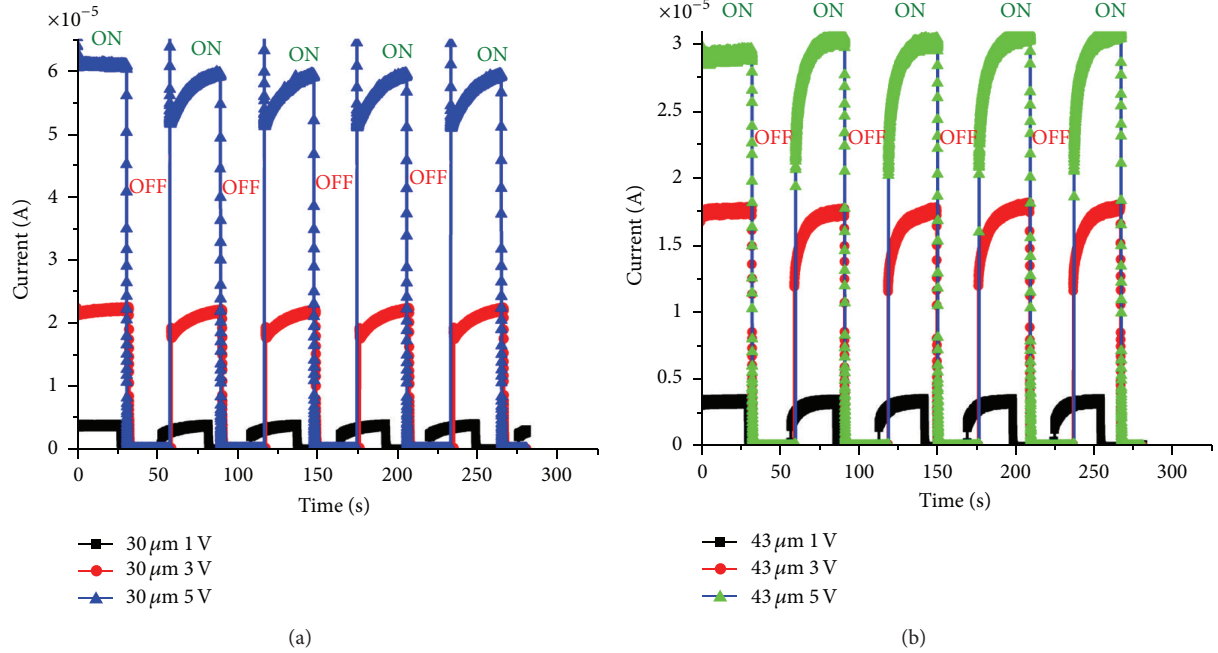 ×10⁻⁵
ON ON ON ON ON
OFF OFF OFF OFF
6
5
4
3
2
1
0
Current (A)
0 50 100 150 200 250 300
Time (s)
30 μm 1 V
30 μm 3 V
30 μm 5 V
(a)
×10⁻⁵
ON ON ON ON ON
OFF OFF OFF OFF
3
2.5
2
1.5
1
0.5
0
Current (A)
0 50 100 150 200 250 300
Time (s)
43 μm 1 V
43 μm 3 V
43 μm 5 V
(b)